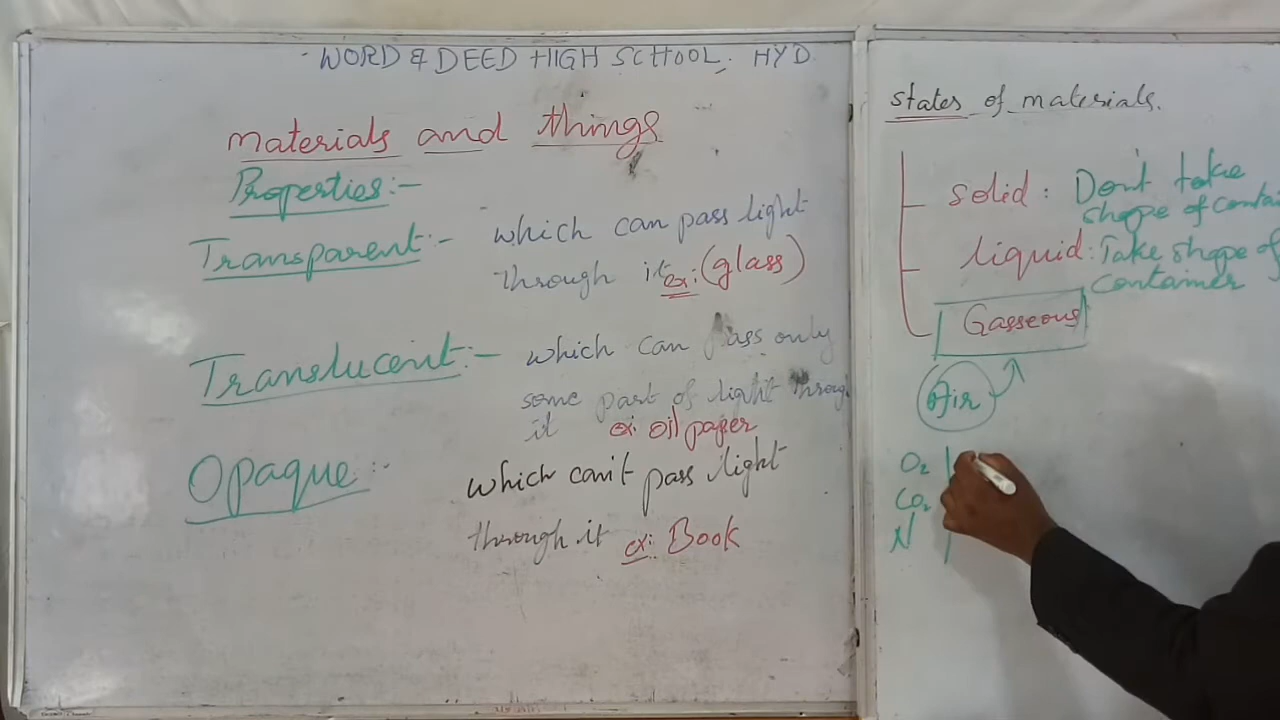 WORD & DEED HIGH SCHOOL. HYD
materials and things
Properties:-
Transparent:- which can pass light
through it ex: (glass)
Translucent:- which can pass only
some part of light through
it ex: oil paper
Opaque:- which can't pass light
through it ex: Book
states of materials.
solid: Don't take
shape of contai
liquid: Take shape of
container
Gasseous
Air
O2
CO2
N